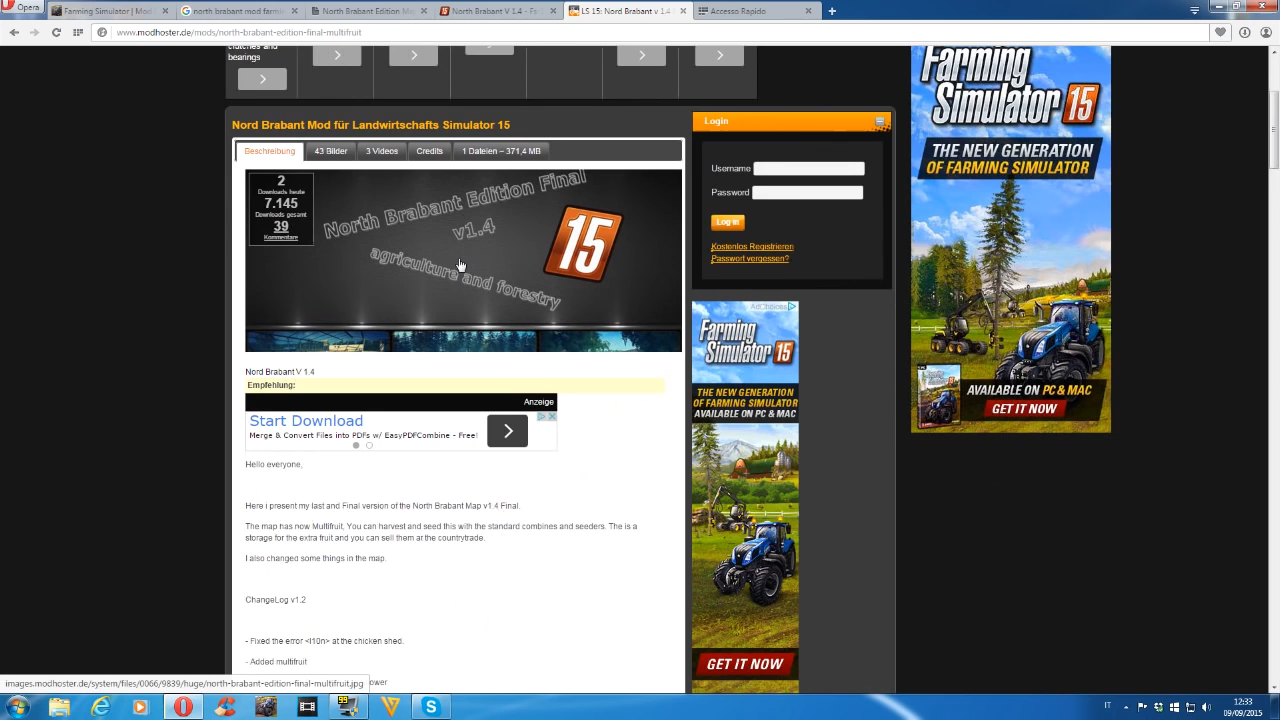 Opera
Farming Simulator | Mod
north brabant mod farmin
North Brabant Edition Ma
North Brabant V 1.4 - Fa
LS 15: Nord Brabant v 1.4
Accesso Rapido
www.modhoster.de/mods/north-brabant-edition-final-multifruit
clutches and
bearings
Nord Brabant Mod für Landwirtschafts Simulator 15
Beschreibung
43 Bilder
3 Videos
Credits
1 Dateien – 371,4 MB
2
Downloads heute
7.145
Downloads gesamt
39
Kommentare
North Brabant Edition Final
v1.4
agriculture and forestry
15
Nord Brabant V 1.4
Empfehlung:
Anzeige
Start Download
Merge & Convert Files into PDFs w/ EasyPDFCombine - Free!
Hello everyone,
Here i present my last and Final version of the North Brabant Map v1.4 Final.
The map has now Multifruit, You can harvest and seed this with the standard combines and seeders. The is a
storage for the extra fruit and you can sell them at the countrytrade.
I also changed some things in the map.
ChangeLog v1.2
- Fixed the error <l10n> at the chicken shed.
- Added multifruit
ower
Login
Username
Password
Log in
Kostenlos Registrieren
Passwort vergessen?
AdChoices
Farming
Simulator 15
THE NEW GENERATION
OF FARMING SIMULATOR
AVAILABLE ON PC & MAC
GET IT NOW
Farming
Simulator 15
THE NEW GENERATION
OF FARMING SIMULATOR
AVAILABLE ON PC & MAC
GET IT NOW
images.modhoster.de/system/files/0066/9839/huge/north-brabant-edition-final-multifruit.jpg
99
IT
12:33
09/09/2015